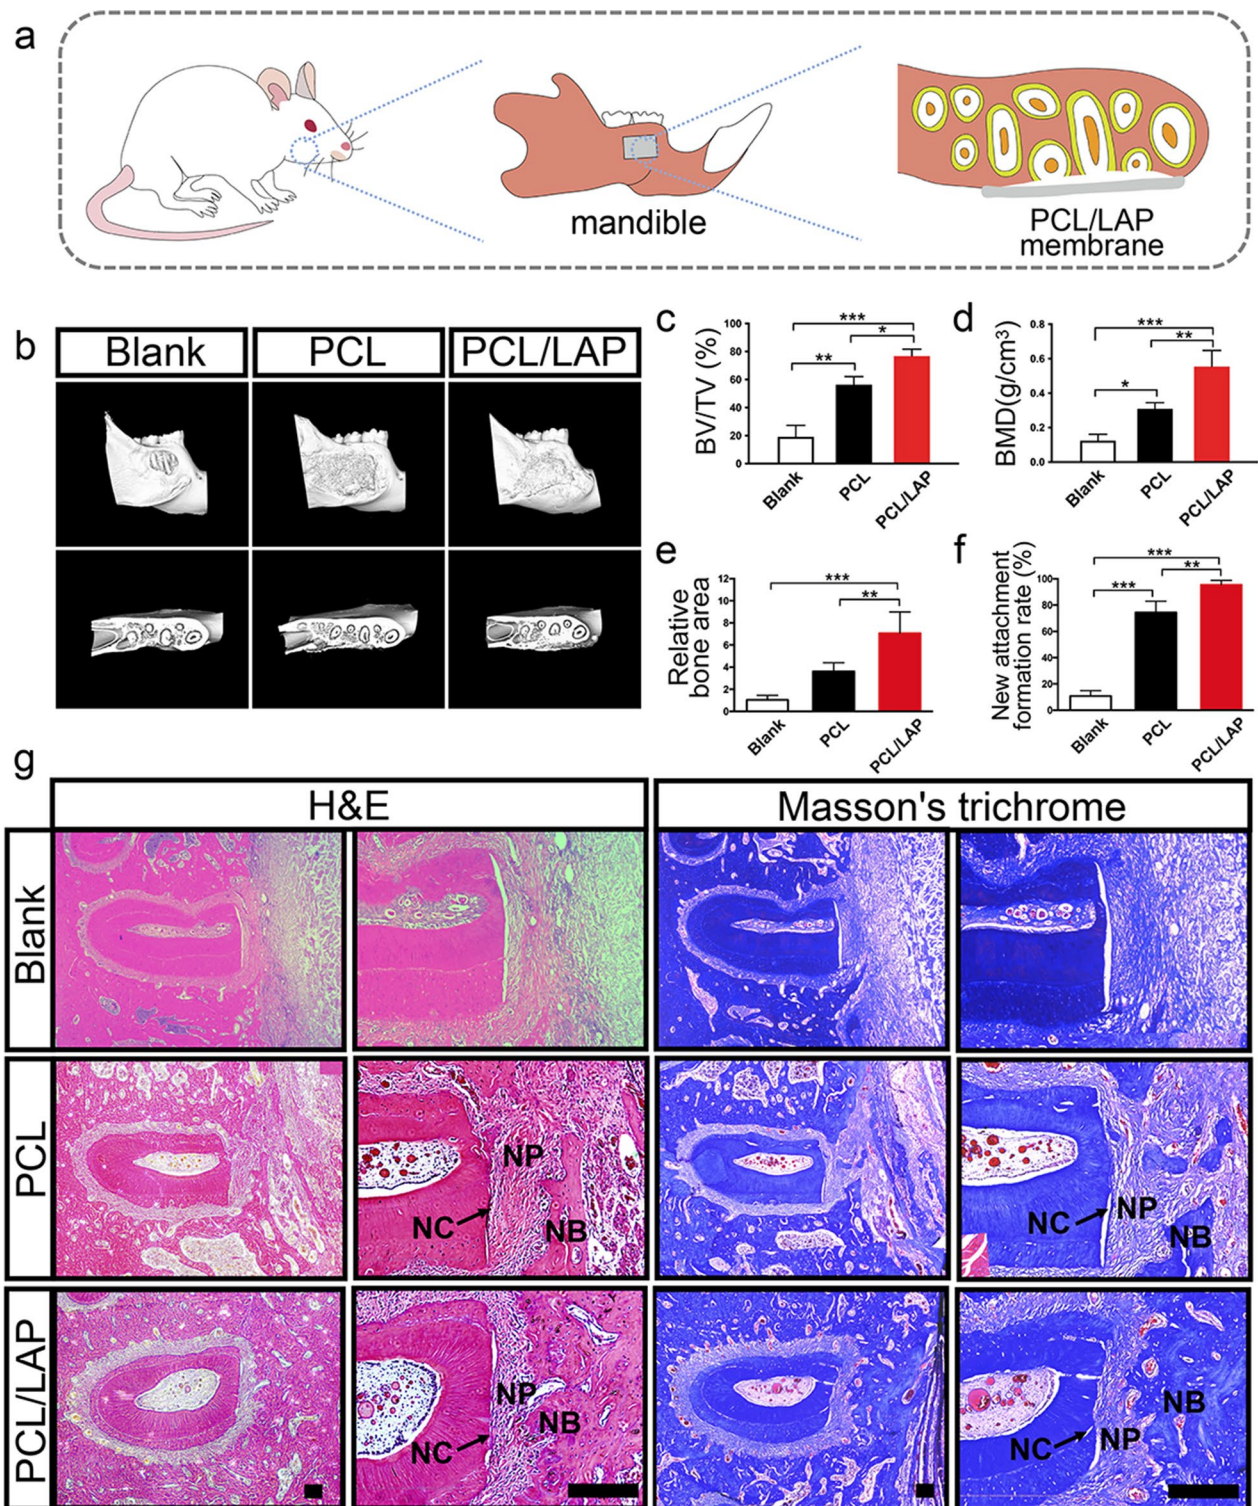 a
mandible
PCL/LAP
membrane
b
Blank
PCL
PCL/LAP
c
BV/TV (%)
100
80
60
40
20
0
***
*
**
Blank
PCL
PCL/LAP
d
BMD(g/cm³)
0.8
0.6
0.4
0.2
0.0
***
**
*
Blank
PCL
PCL/LAP
e
Relative
bone area
12
10
8
6
4
2
0
***
**
Blank
PCL
PCL/LAP
f
New attachment
formation rate (%)
100
80
60
40
20
0
***
**
***
Blank
PCL
PCL/LAP
g
H&E
Masson's trichrome
Blank
PCL
NP
NC
NB
NC
NP
NB
PCL/LAP
NP
NB
NC
NB
NC
NP